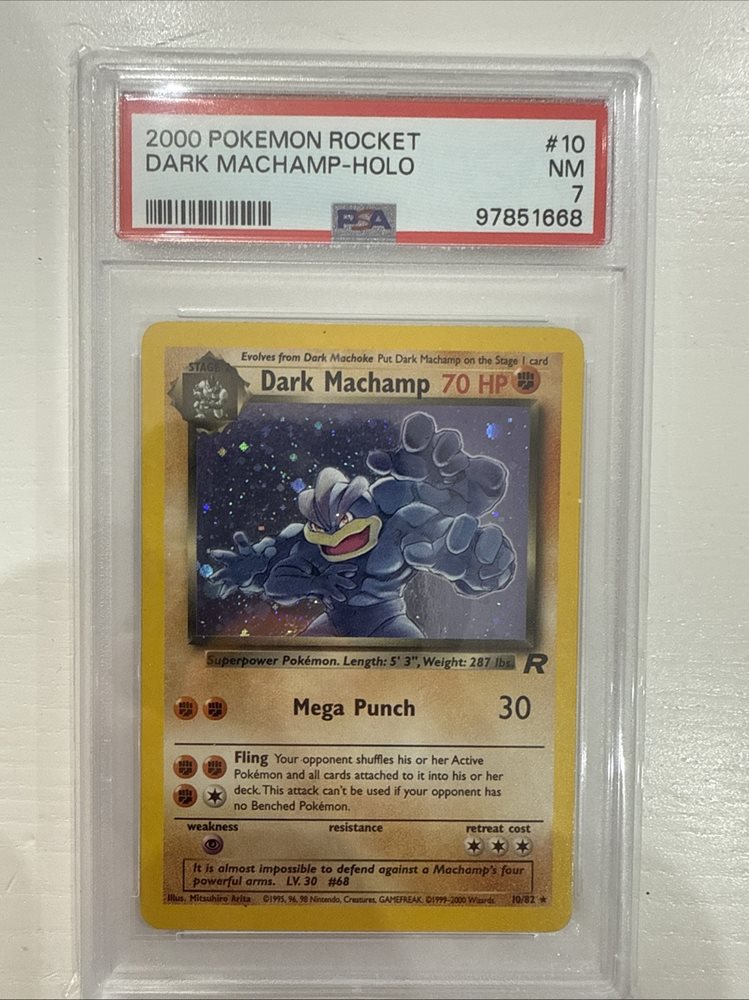 2000 POKEMON ROCKET #10
DARK MACHAMP-HOLO NM
7
PSA 97851668
Evolves from Dark Machoke Put Dark Machamp on the Stage 1 card
STAGE
Dark Machamp 70 HP
Superpower Pokémon. Length: 5' 3", Weight: 287 lbs. R
Mega Punch 30
Fling Your opponent shuffles his or her Active
Pokémon and all cards attached to it into his or her
deck. This attack can't be used if your opponent has
no Benched Pokémon.
weakness resistance retreat cost
It is almost impossible to defend against a Machamp's four
powerful arms. LV. 30 #68
Illus. Mitsuhiro Arita ©1995, 96, 98 Nintendo, Creatures, GAMEFREAK. ©1999-2000 Wizards. 10/82 ★